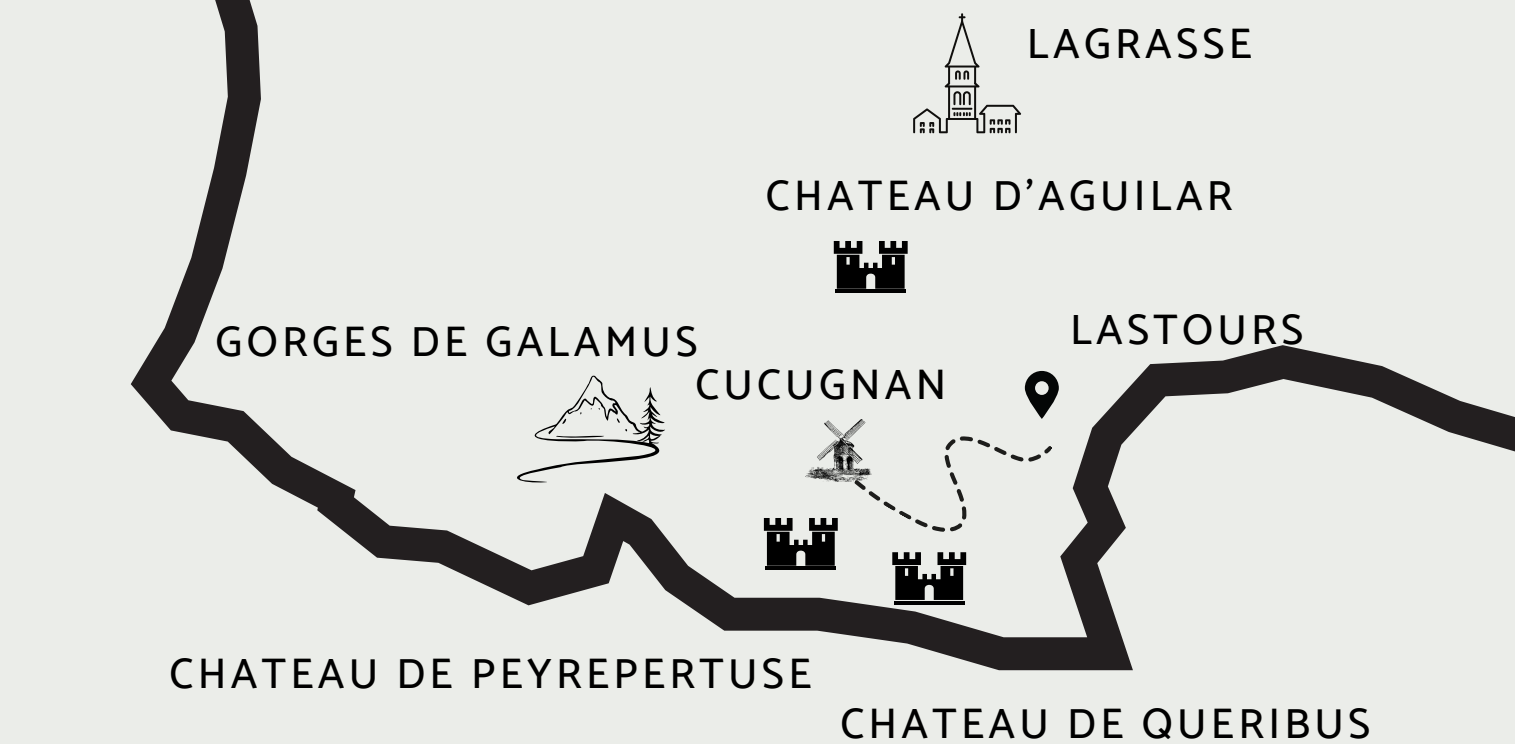 LAGRASSE
CHATEAU D’AGUILAR
LASTOURS
GORGES DE GALAMUS
CUCUGNAN
CHATEAU DE PEYREPERTUSE
CHATEAU DE QUERIBUS